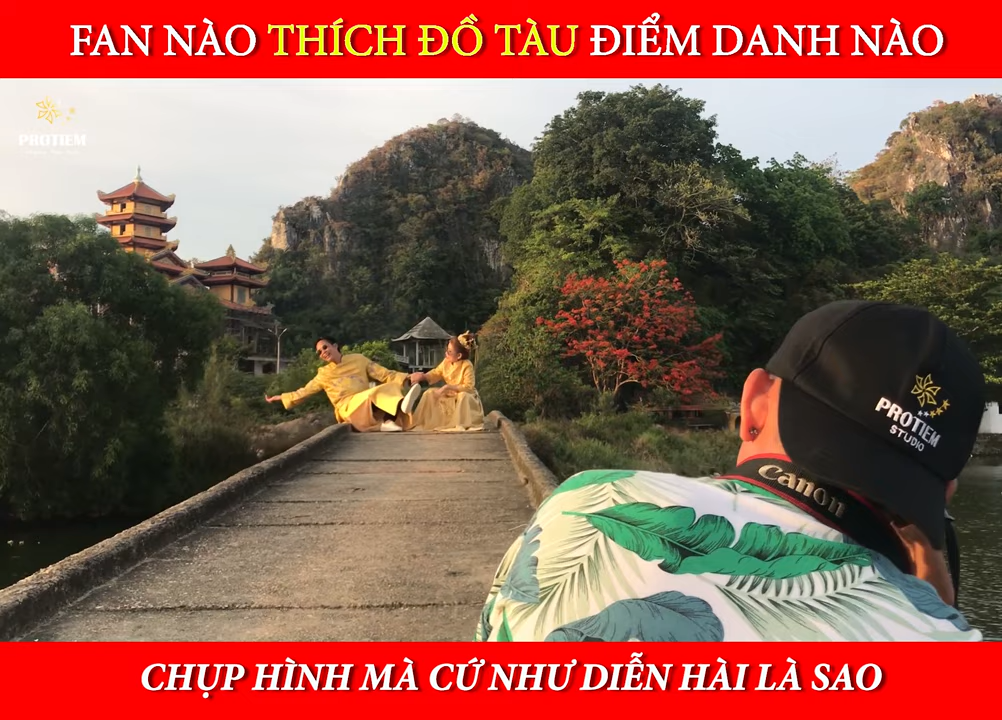 FAN NÀO THÍCH ĐỒ TÀU ĐIỂM DANH NÀO
PROTIEM
PROTIEM
STUDIO
Canon
CHỤP HÌNH MÀ CỨ NHƯ DIỄN HÀI LÀ SAO